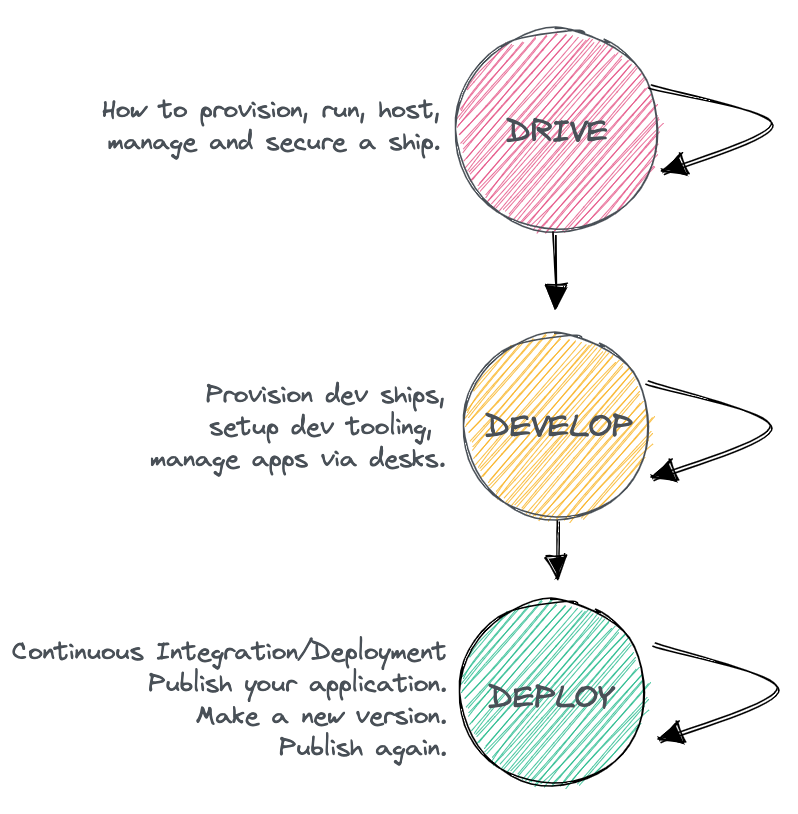 How to provision, run, host,
manage and secure a ship.
DRIVE
Provision dev ships,
setup dev tooling,
manage apps via desks.
DEVELOP
Continuous Integration/Deployment
Publish your application.
Make a new version.
Publish again.
DEPLOY